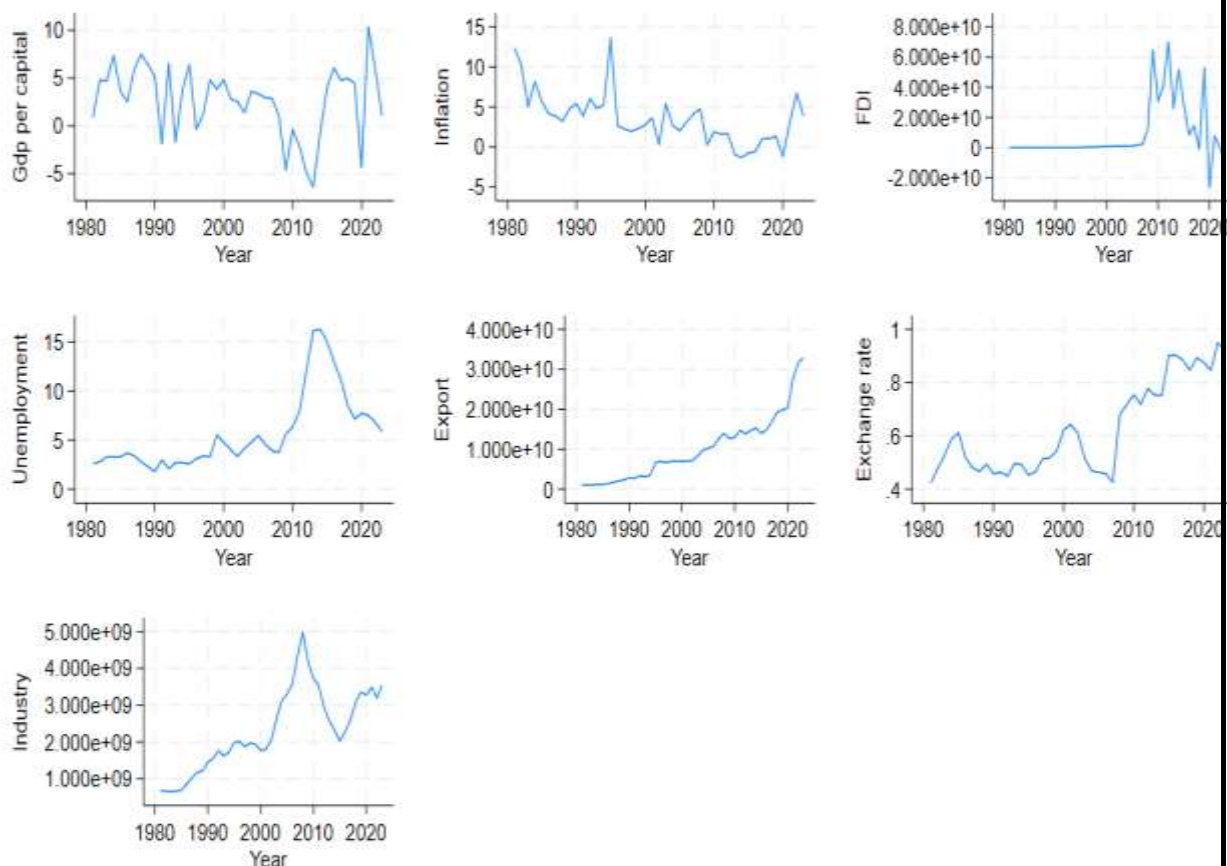 Gdp per capital
10
5
0
-5
1980 1990 2000 2010 2020
Year
Inflation
15
10
5
0
-5
1980 1990 2000 2010 2020
Year
FDI
8.000e+10
6.000e+10
4.000e+10
2.000e+10
0
-2.000e+10
1980 1990 2000 2010
Year
Unemployment
15
10
5
0
1980 1990 2000 2010 2020
Year
Export
4.000e+10
3.000e+10
2.000e+10
1.000e+10
0
1980 1990 2000 2010 2020
Year
Exchange rate
1
.8
.6
.4
1980 1990 2000 2010 2020
Year
Industry
5.000e+09
4.000e+09
3.000e+09
2.000e+09
1.000e+09
1980 1990 2000 2010 2020
Year